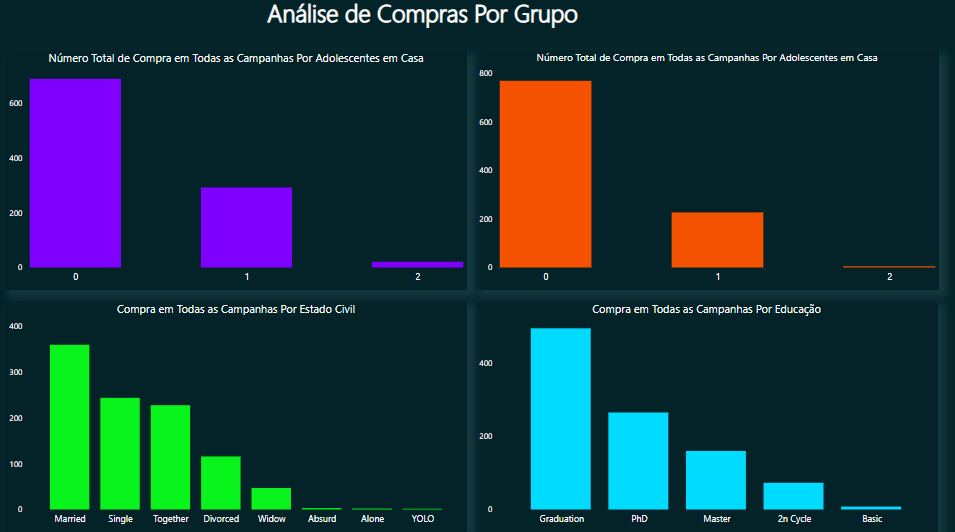 Análise de Compras Por Grupo
Número Total de Compra em Todas as Campanhas Por Adolescentes em Casa
600
400
200
0
0 1 2
Número Total de Compra em Todas as Campanhas Por Adolescentes em Casa
800
600
400
200
0
0 1 2
Compra em Todas as Campanhas Por Estado Civil
400
300
200
100
0
Married Single Together Divorced Widow Absurd Alone YOLO
Compra em Todas as Campanhas Por Educação
400
200
0
Graduation PhD Master 2n Cycle Basic